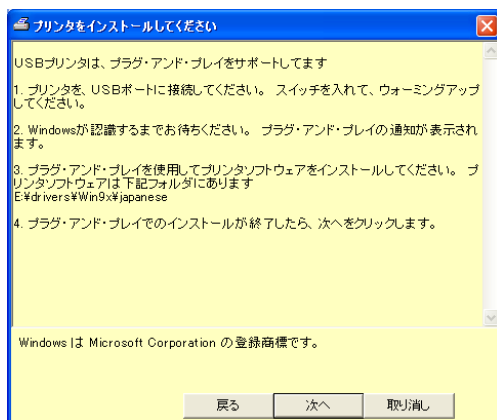 プリンタをインストールしてください
USBプリンタは、プラグ・アンド・プレイをサポートしてます
1. プリンタを、USBポートに接続してください。 スイッチを入れて、ウォーミングアップ
してください。
2. Windowsが認識するまでお待ちください。 プラグ・アンド・プレイの通知が表示され
ます。
3. プラグ・アンド・プレイを使用してプリンタソフトウェアをインストールしてください。 プ
リンタソフトウェアは下記フォルダにあります
E:¥drivers¥Win9x¥japanese
4. プラグ・アンド・プレイでのインストールが終了したら、次へをクリックします。
Windows は Microsoft Corporation の登録商標です。
戻る 次へ 取り消し